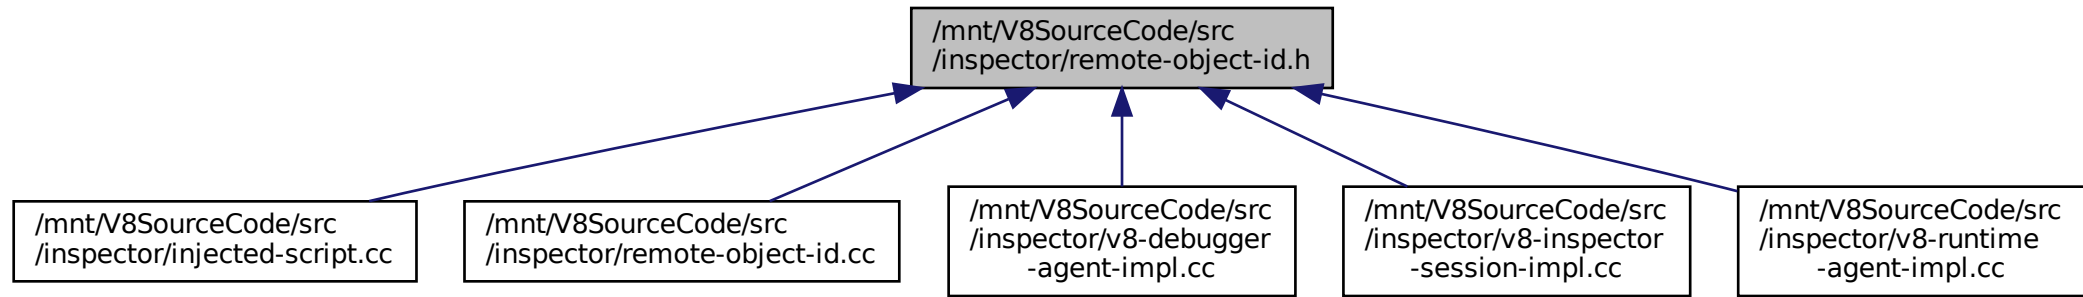 /mnt/V8SourceCode/src
/inspector/remote-object-id.h
/mnt/V8SourceCode/src
/inspector/injected-script.cc
/mnt/V8SourceCode/src
/inspector/remote-object-id.cc
/mnt/V8SourceCode/src
/inspector/v8-debugger
-agent-impl.cc
/mnt/V8SourceCode/src
/inspector/v8-inspector
-session-impl.cc
/mnt/V8SourceCode/src
/inspector/v8-runtime
-agent-impl.cc